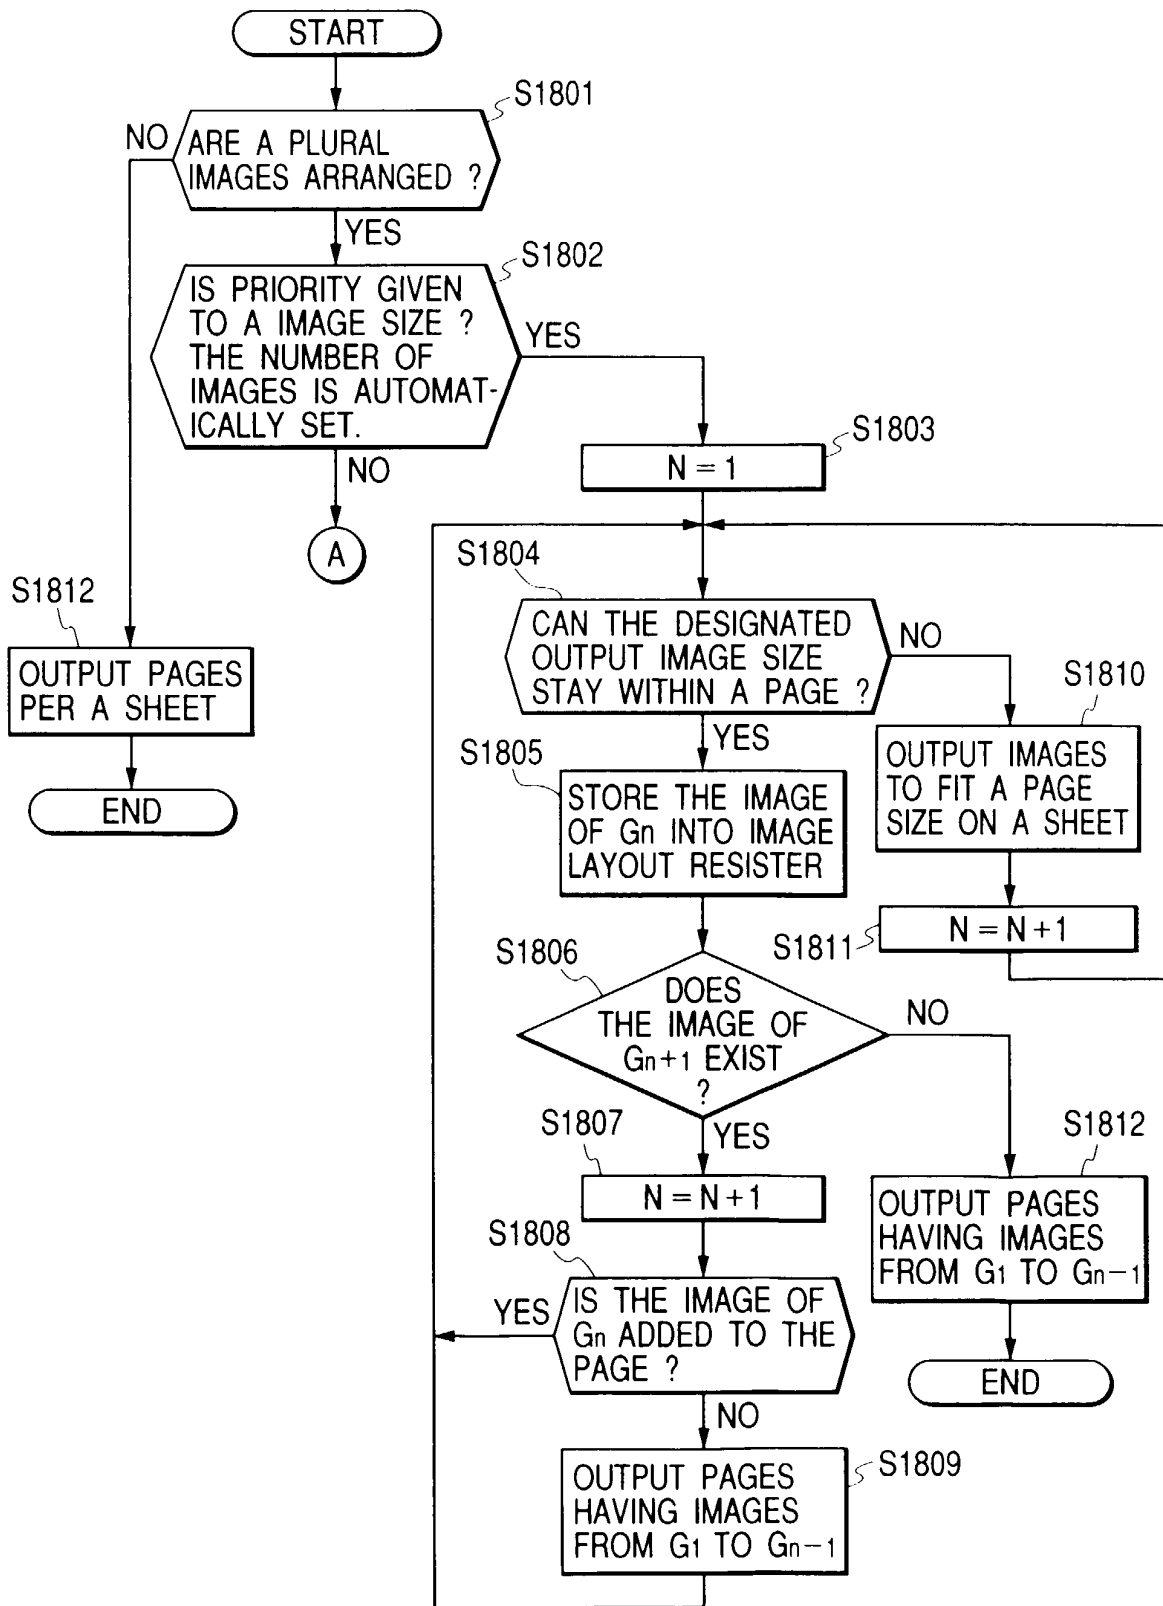 START
S1801
NO
ARE A PLURAL
IMAGES ARRANGED ?
YES
S1802
IS PRIORITY GIVEN
TO A IMAGE SIZE ?
THE NUMBER OF
IMAGES IS AUTOMAT-
ICALLY SET.
YES
NO
A
S1803
N = 1
S1804
CAN THE DESIGNATED
OUTPUT IMAGE SIZE
STAY WITHIN A PAGE ?
NO
YES
S1812
OUTPUT PAGES
PER A SHEET
END
S1810
OUTPUT IMAGES
TO FIT A PAGE
SIZE ON A SHEET
S1811
N = N + 1
S1805
STORE THE IMAGE
OF Gn INTO IMAGE
LAYOUT RESISTER
S1806
DOES
THE IMAGE OF
Gn+1 EXIST
?
NO
YES
S1807
N = N + 1
S1812
OUTPUT PAGES
HAVING IMAGES
FROM G1 TO Gn-1
END
S1808
YES
IS THE IMAGE OF
Gn ADDED TO THE
PAGE ?
NO
S1809
OUTPUT PAGES
HAVING IMAGES
FROM G1 TO Gn-1